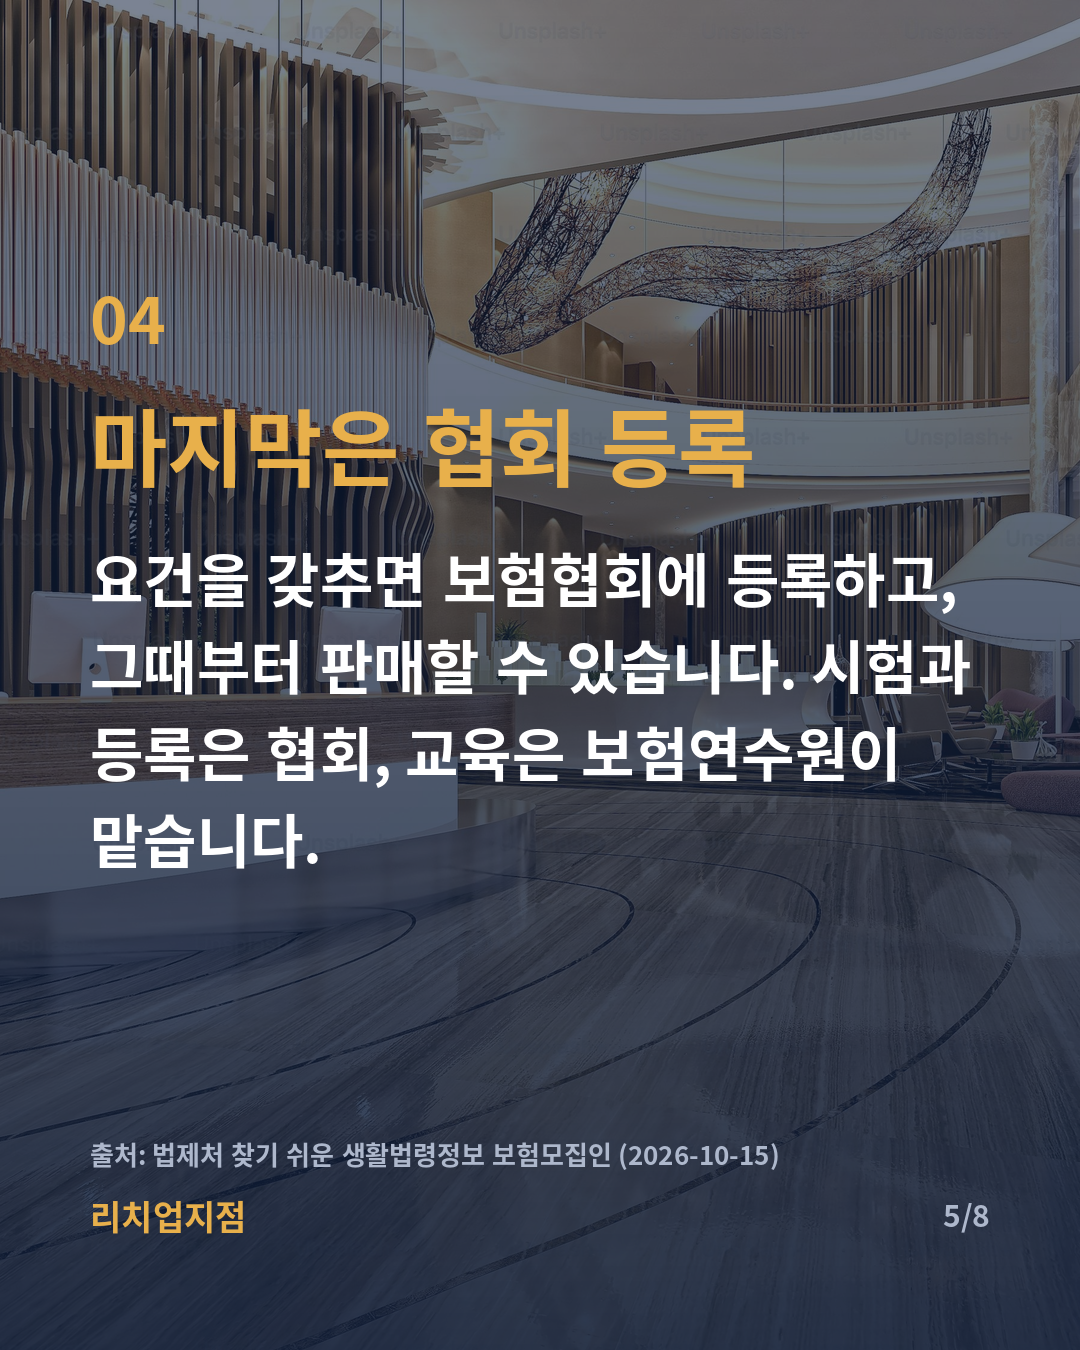 04
마지막은 협회 등록
요건을 갖추면 보험협회에 등록하고,
그때부터 판매할 수 있습니다. 시험과
등록은 협회, 교육은 보험연수원이
맡습니다.
출처: 법제처 찾기 쉬운 생활법령정보 보험모집인 (2026-10-15)
리치업지점
5/8
Unsplash+